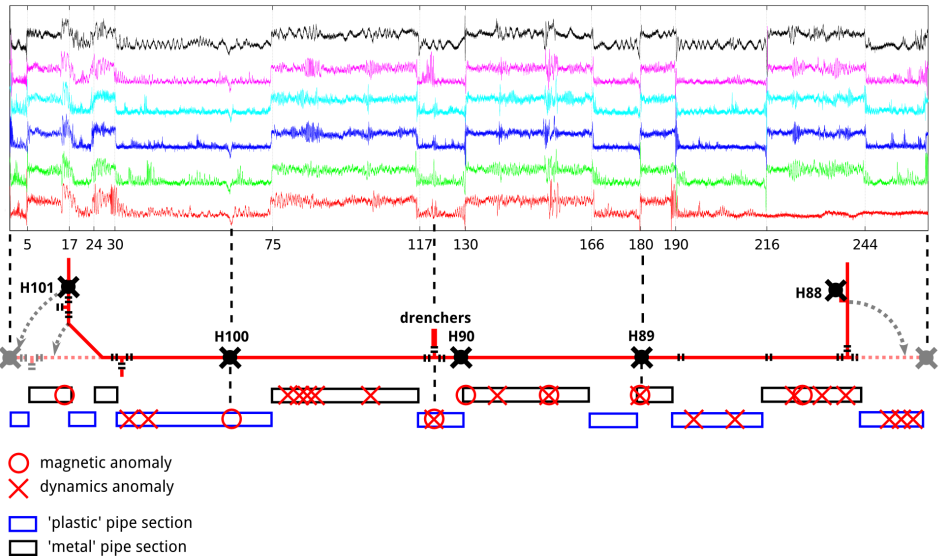 5 17 24 30 75 117 130 166 180 190 216 244
H101
H88
drenchers
H100 H90 H89
magnetic anomaly
dynamics anomaly
'plastic' pipe section
'metal' pipe section